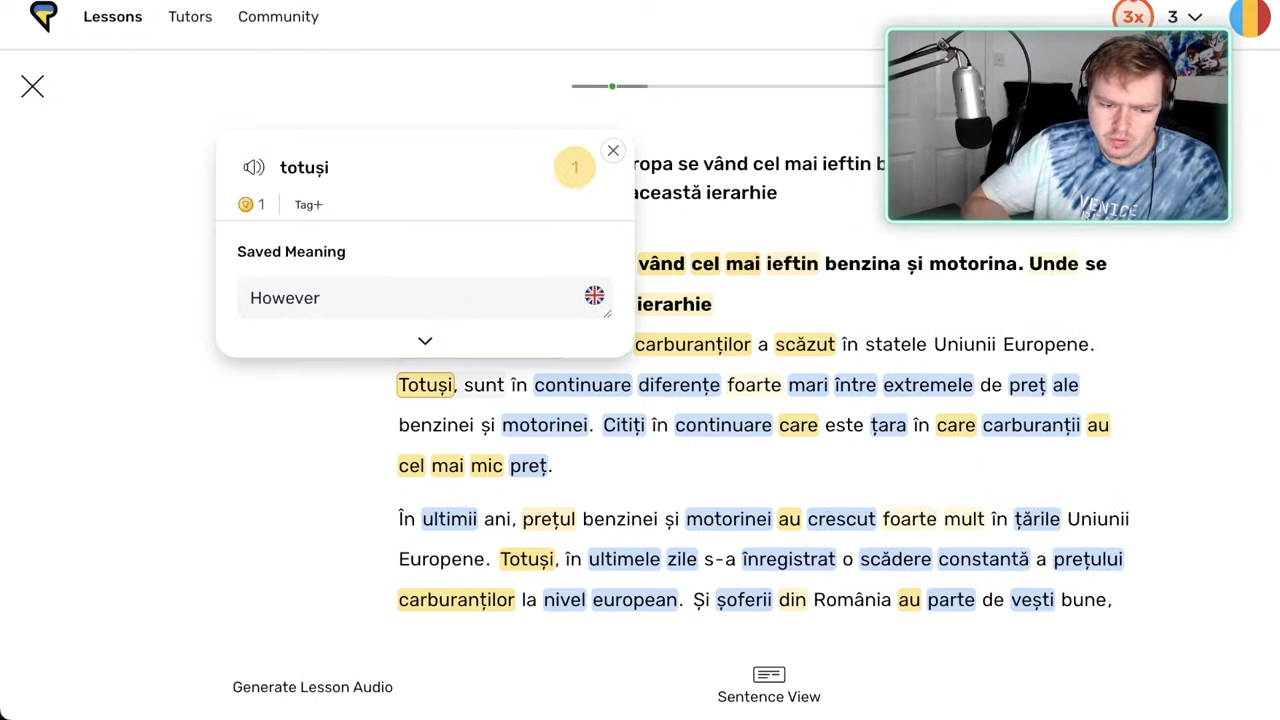 Lessons Tutors Community 3x 3
totuși 1
1 Tag+
Saved Meaning
However
ropa se vând cel mai ieftin b
această ierarhie
vând cel mai ieftin benzina și motorina. Unde se
ierarhie
carburanților a scăzut în statele Uniunii Europene.
Totuși, sunt în continuare diferențe foarte mari între extremele de preț ale
benzinei și motorinei. Citiți în continuare care este țara în care carburanții au
cel mai mic preț.
În ultimii ani, prețul benzinei și motorinei au crescut foarte mult în țările Uniunii
Europene. Totuși, în ultimele zile s-a înregistrat o scădere constantă a prețului
carburanților la nivel european. Și șoferii din România au parte de vești bune,
Generate Lesson Audio
Sentence View
VENICE